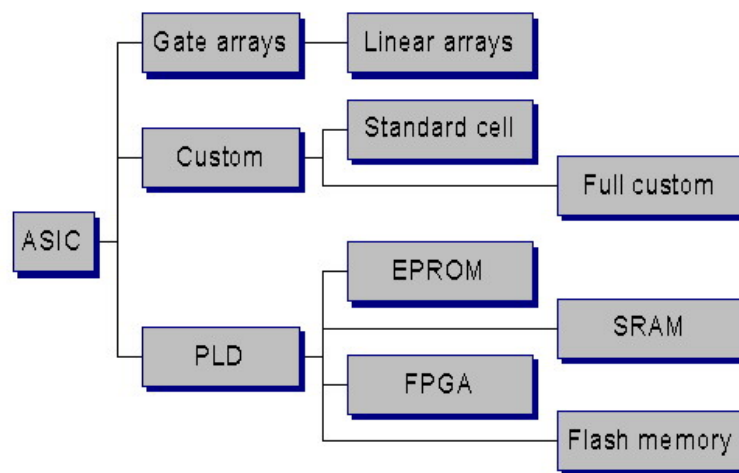 Gate arrays
Linear arrays
Standard cell
Custom
Full custom
ASIC
EPROM
SRAM
PLD
FPGA
Flash memory